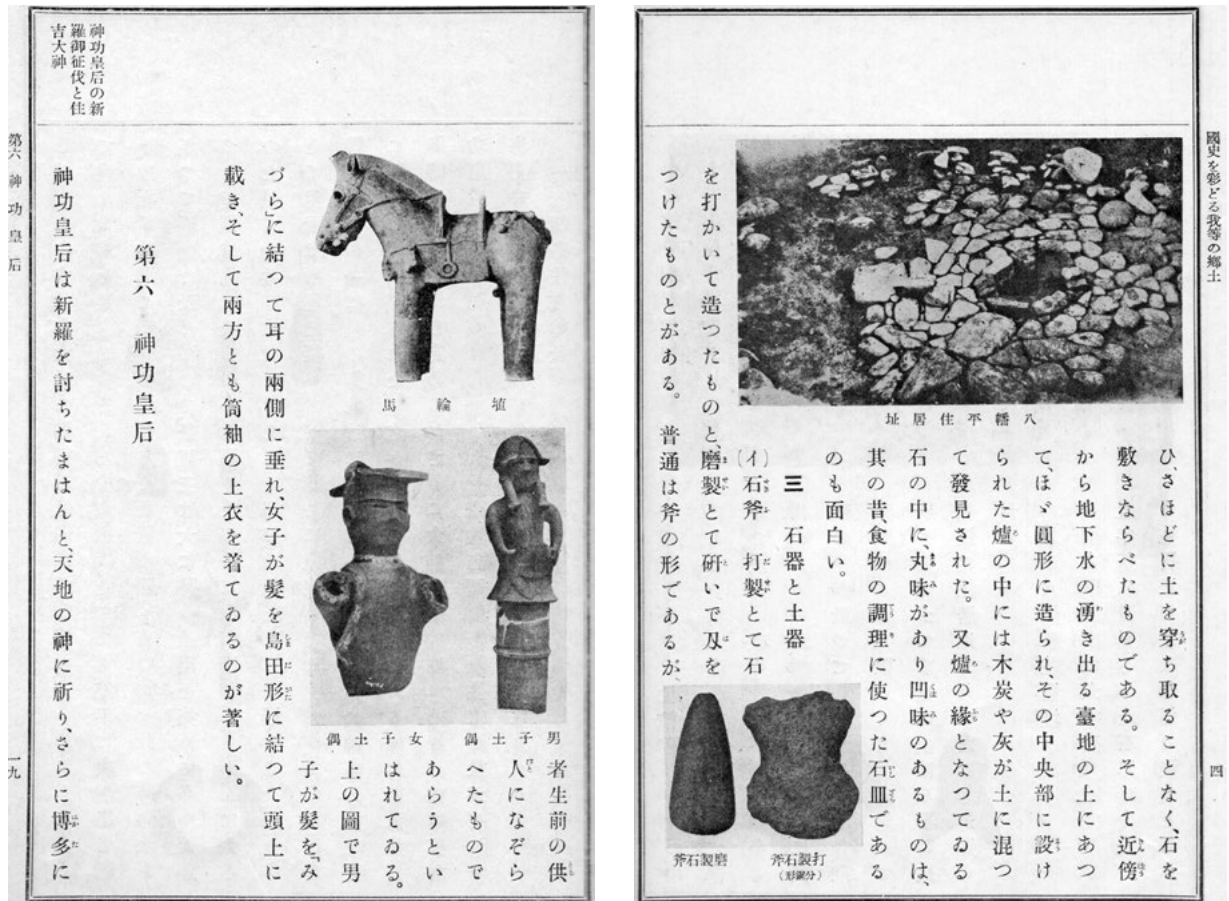 國史を彩どる我等の鄕土
四
八幡平住居址
ひ、さほどに土を穿ち取ることなく、石を
敷きならべたものである。そして近傍
から地下水の湧き出る臺地の上にあつ
て、ほゞ圓形に造られ、その中央部に設け
られた爐の中には木炭や灰が土に混つ
て發見された。又爐の緣となつてゐる
石の中に、丸味があり凹味のあるものは、
其の昔、食物の調理に使つた石皿である
のも面白い。
三　石器と土器
(イ)石斧　打製とて石
を打かいて造つたものと、磨製とて硏いで刄を
つけたものとがある。普通は斧の形であるが、
打製石斧
(分銅形)
磨製石斧
埴輪馬
男子土偶
女子土偶
者生前の供
人になぞら
へたもので
あらうとい
はれてゐる。
上の圖で男
子が髮を「み
づら」に結つて耳の兩側に垂れ、女子が髮を島田形に結つて頭上に
載き、そして兩方とも筒袖の上衣を着てゐるのが著しい。
第六　神功皇后
神功皇后は新羅を討ちたまはんと、天地の神に祈り、さらに博多に
神功皇后の新
羅御征伐と住
吉大神
第六　神功皇后
一九